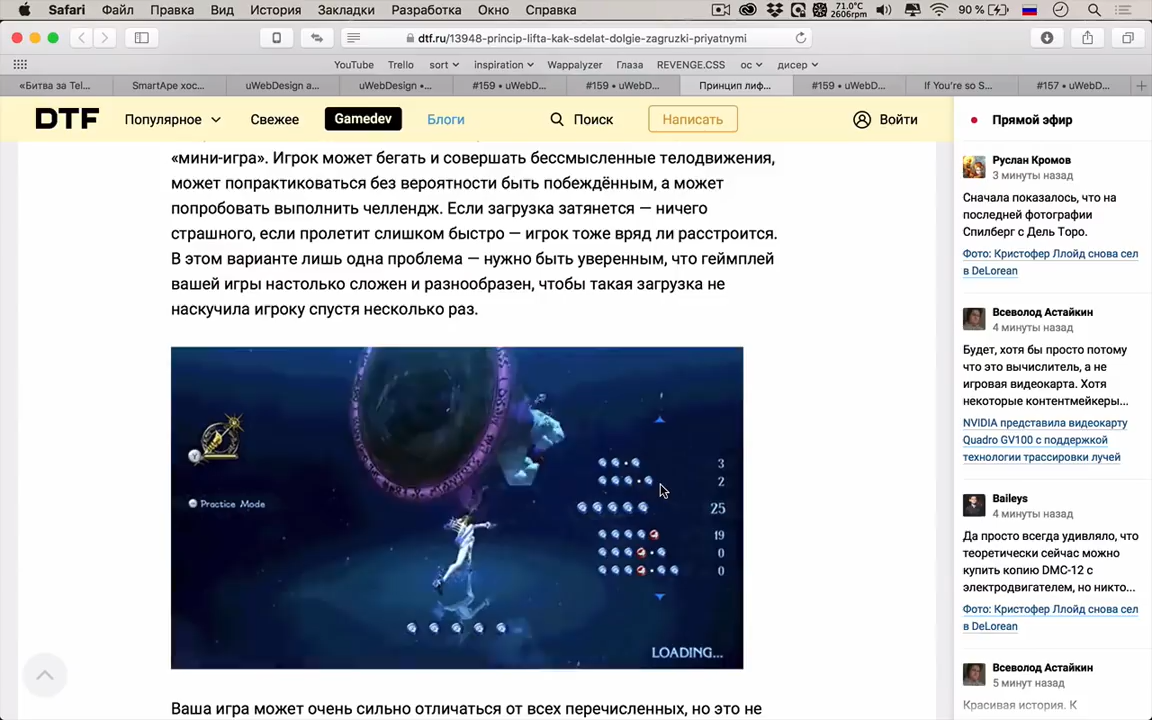 Safari Файл Правка Вид История Закладки Разработка Окно Справка 71.0°C 2606rpm 90 %
dtf.ru/13948-princip-lifta-kak-sdelat-dolgie-zagruzki-priyatnymi
YouTube Trello sort inspiration Wappalyzer Глаза REVENGE.CSS ос дисер
«Битва за Tel... SmartApe хос... uWebDesign а... uWebDesign •... #159 • uWebD... #159 • uWebD... Принцип лиф... #159 • uWebD... If You're so S... #157 • uWebD...
DTF Популярное Свежее Gamedev Блоги Поиск Написать Войти
«мини-игра». Игрок может бегать и совершать бессмысленные телодвижения,
может попрактиковаться без вероятности быть побеждённым, а может
попробовать выполнить челлендж. Если загрузка затянется — ничего
страшного, если пролетит слишком быстро — игрок тоже вряд ли расстроится.
В этом варианте лишь одна проблема — нужно быть уверенным, что геймплей
вашей игры настолько сложен и разнообразен, чтобы такая загрузка не
наскучила игроку спустя несколько раз.
Y
Practice Mode
3
2
25
19
0
0
LOADING...
Ваша игра может очень сильно отличаться от всех перечисленных, но это не
Прямой эфир
Руслан Кромов
3 минуты назад
Сначала показалось, что на
последней фотографии
Спилберг с Дель Торо.
Фото: Кристофер Ллойд снова сел
в DeLorean
Всеволод Астайкин
4 минуты назад
Будет, хотя бы просто потому
что это вычислитель, а не
игровая видеокарта. Хотя
некоторые контентмейкеры...
NVIDIA представила видеокарту
Quadro GV100 с поддержкой
технологии трассировки лучей
Baileys
4 минуты назад
Да просто всегда удивляло, что
теоретически сейчас можно
купить копию DMC-12 с
электродвигателем, но никто...
Фото: Кристофер Ллойд снова сел
в DeLorean
Всеволод Астайкин
5 минут назад
Красивая история. К